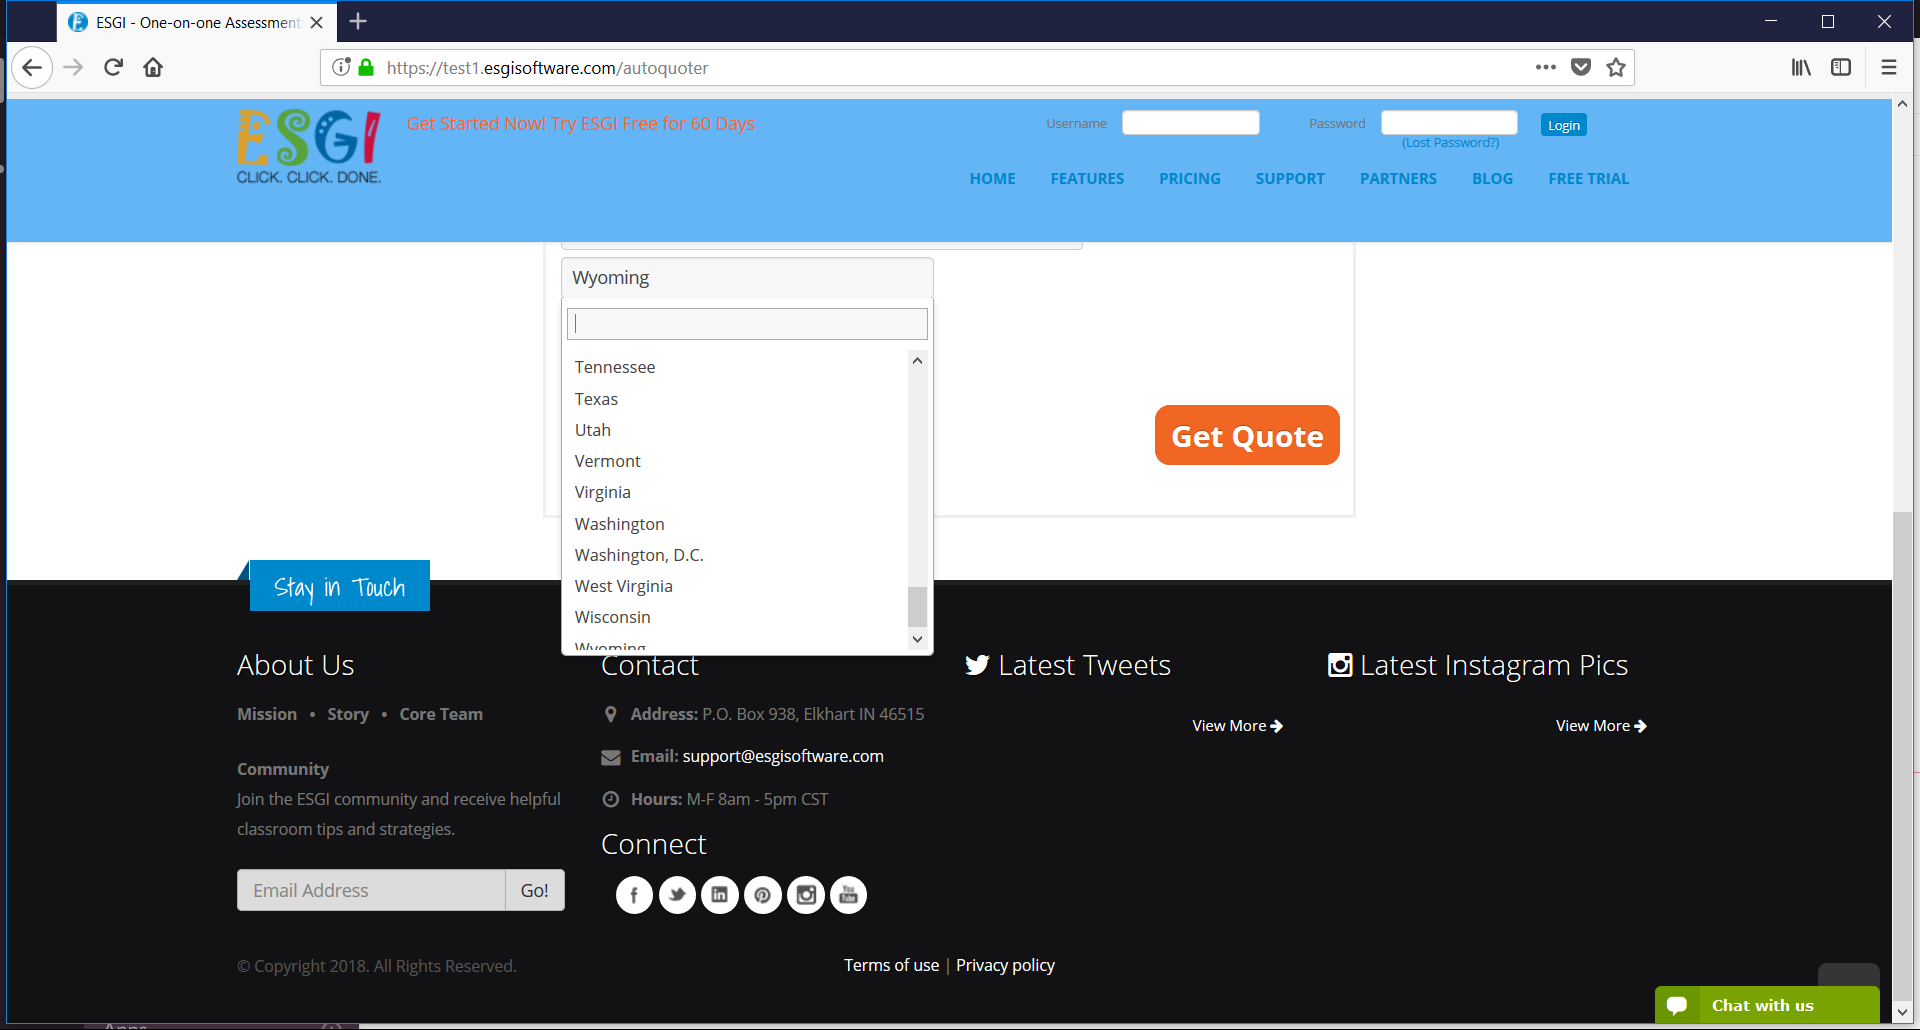 ESGI - One-on-one Assessment
https://test1.esgisoftware.com/autoquoter
ESGI
CLICK. CLICK. DONE.
Get Started Now! Try ESGI Free for 60 Days
Username
Password
Login
(Lost Password?)
HOME FEATURES PRICING SUPPORT PARTNERS BLOG FREE TRIAL
Wyoming
Tennessee
Texas
Utah
Vermont
Virginia
Washington
Washington, D.C.
West Virginia
Wisconsin
Wyoming
Get Quote
Stay in Touch
About Us
Mission • Story • Core Team
Community
Join the ESGI community and receive helpful
classroom tips and strategies.
Email Address Go!
Contact
Address: P.O. Box 938, Elkhart IN 46515
Email: support@esgisoftware.com
Hours: M-F 8am - 5pm CST
Connect
You Tube
Latest Tweets
View More
Latest Instagram Pics
View More
© Copyright 2018. All Rights Reserved.
Terms of use | Privacy policy
Chat with us